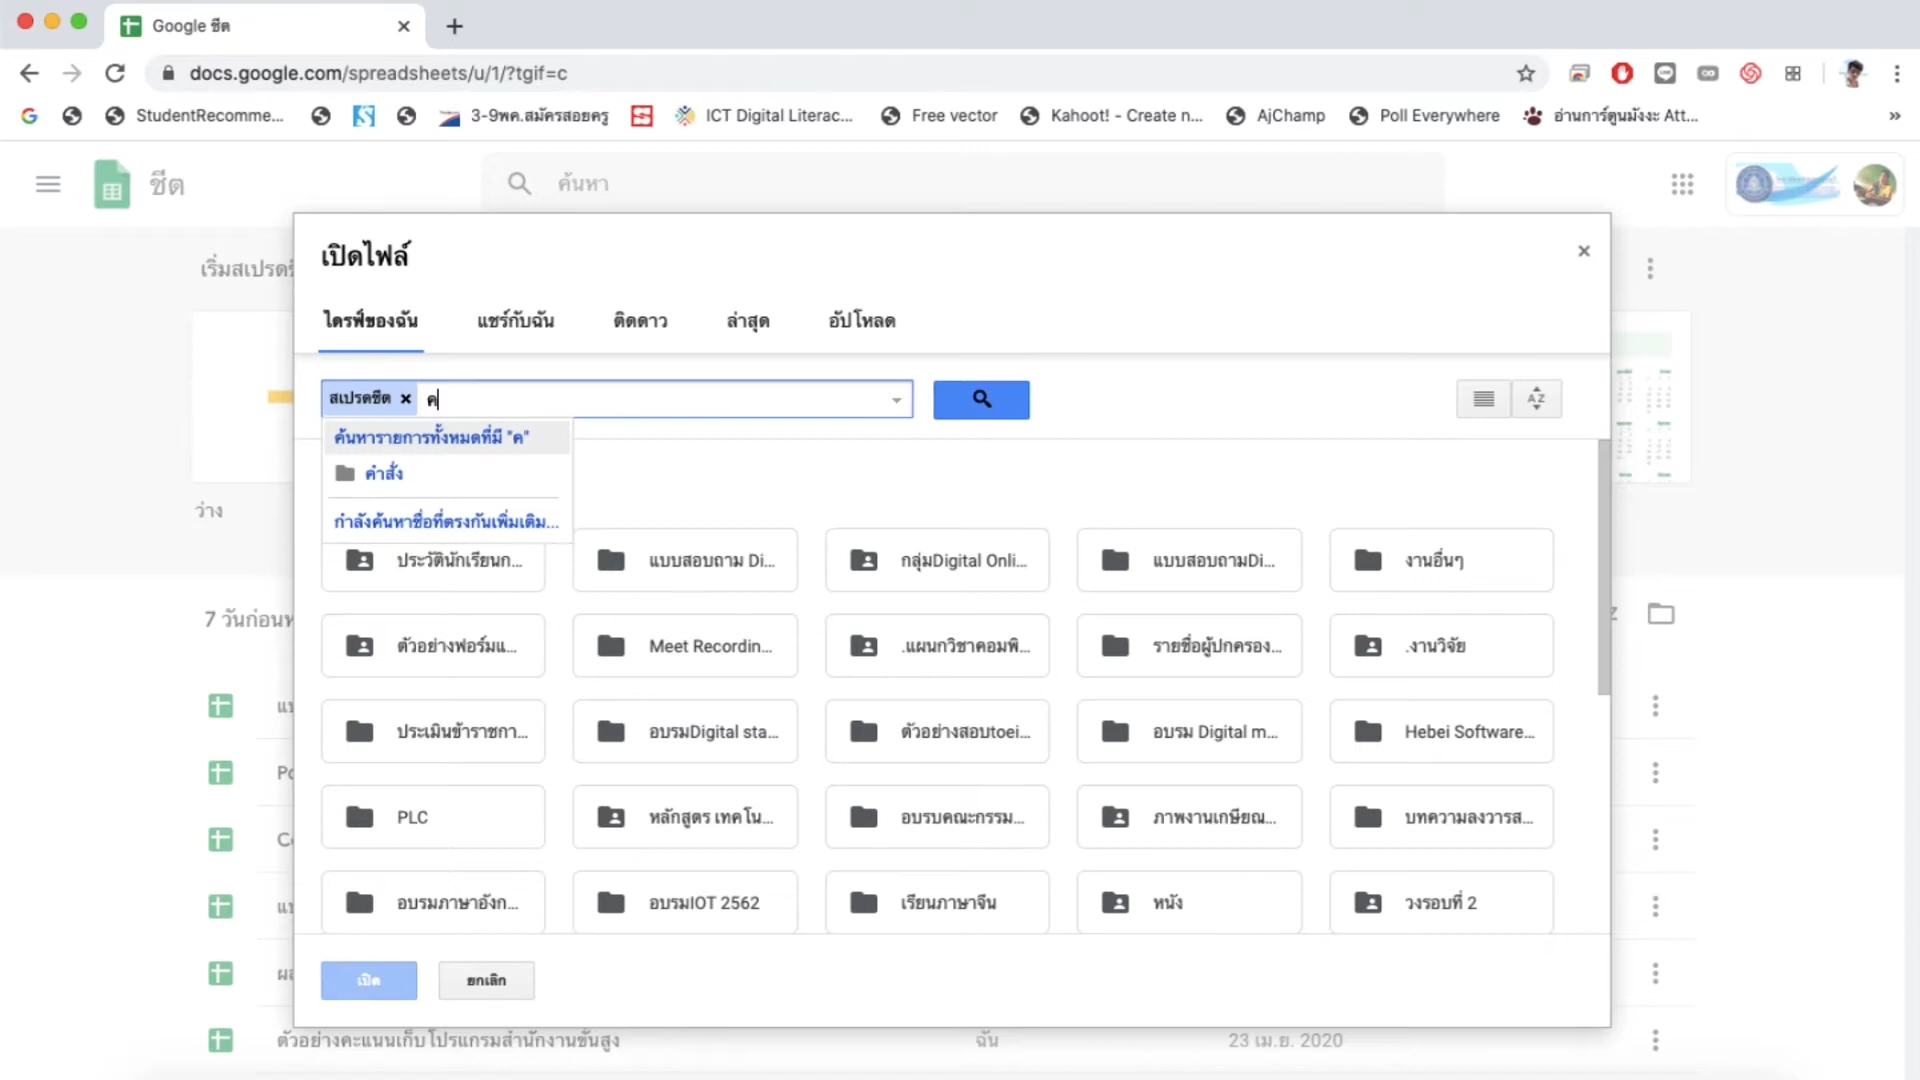 Google ชีต
docs.google.com/spreadsheets/u/1/?tgif=c
StudentRecomme...
3-9พค.สมัครสอยครู
ICT Digital Literac...
Free vector
Kahoot! - Create n...
AjChamp
Poll Everywhere
อ่านการ์ตูนมังงะ Att...
ชีต
ค้นหา
เริ่มสเปรดชี
ว่าง
7 วันก่อนห
เปิดไฟล์
ไดรฟ์ของฉัน
แชร์กับฉัน
ติดดาว
ล่าสุด
อัปโหลด
สเปรดชีต
ค
ค้นหารายการทั้งหมดที่มี "ค"
คำสั่ง
กำลังค้นหาชื่อที่ตรงกันเพิ่มเติม...
ประวัตินักเรียนก...
แบบสอบถาม Di...
กลุ่มDigital Onli...
แบบสอบถามDi...
งานอื่นๆ
ตัวอย่างฟอร์มแ...
Meet Recordin...
.แผนกวิชาคอมพิ...
รายชื่อผู้ปกครอง...
.งานวิจัย
ประเมินข้าราชกา...
อบรมDigital sta...
ตัวอย่างสอบtoei...
อบรม Digital m...
Hebei Software...
PLC
หลักสูตร เทคโน...
อบรบคณะกรรม...
ภาพงานเกษียณ...
บทความลงวารส...
อบรมภาษาอังก...
อบรมIOT 2562
เรียนภาษาจีน
หนัง
วงรอบที่ 2
เปิด
ยกเลิก
ตัวอย่างคะแนนเก็บ โปรแกรมสำนักงานขั้นสูง
ฉัน
23 เม.ย. 2020